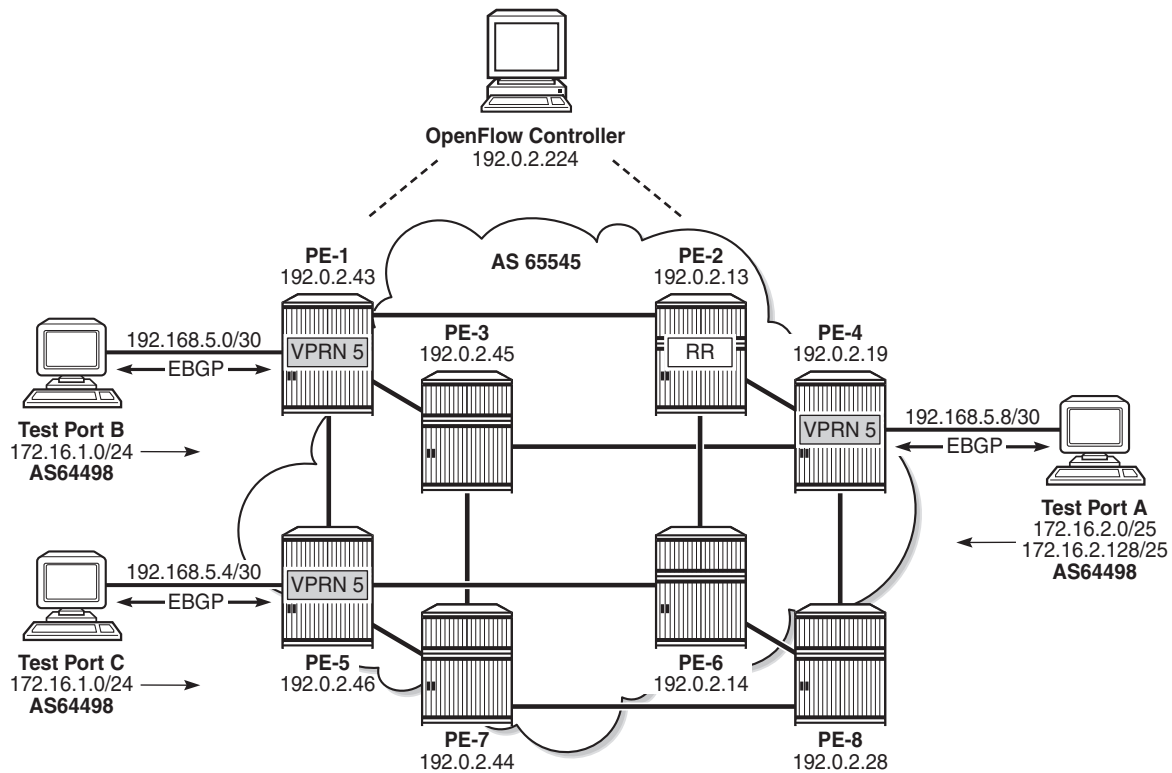 OpenFlow Controller
192.0.2.224
AS 65545
PE-1
192.0.2.43
PE-2
192.0.2.13
PE-3
192.0.2.45
PE-4
192.0.2.19
192.168.5.0/30
EBGP
VPRN 5
RR
VPRN 5
192.168.5.8/30
EBGP
Test Port B
172.16.1.0/24
AS64498
Test Port A
172.16.2.0/25
172.16.2.128/25
AS64498
192.168.5.4/30
EBGP
VPRN 5
Test Port C
172.16.1.0/24
AS64498
PE-5
192.0.2.46
PE-6
192.0.2.14
PE-7
192.0.2.44
PE-8
192.0.2.28